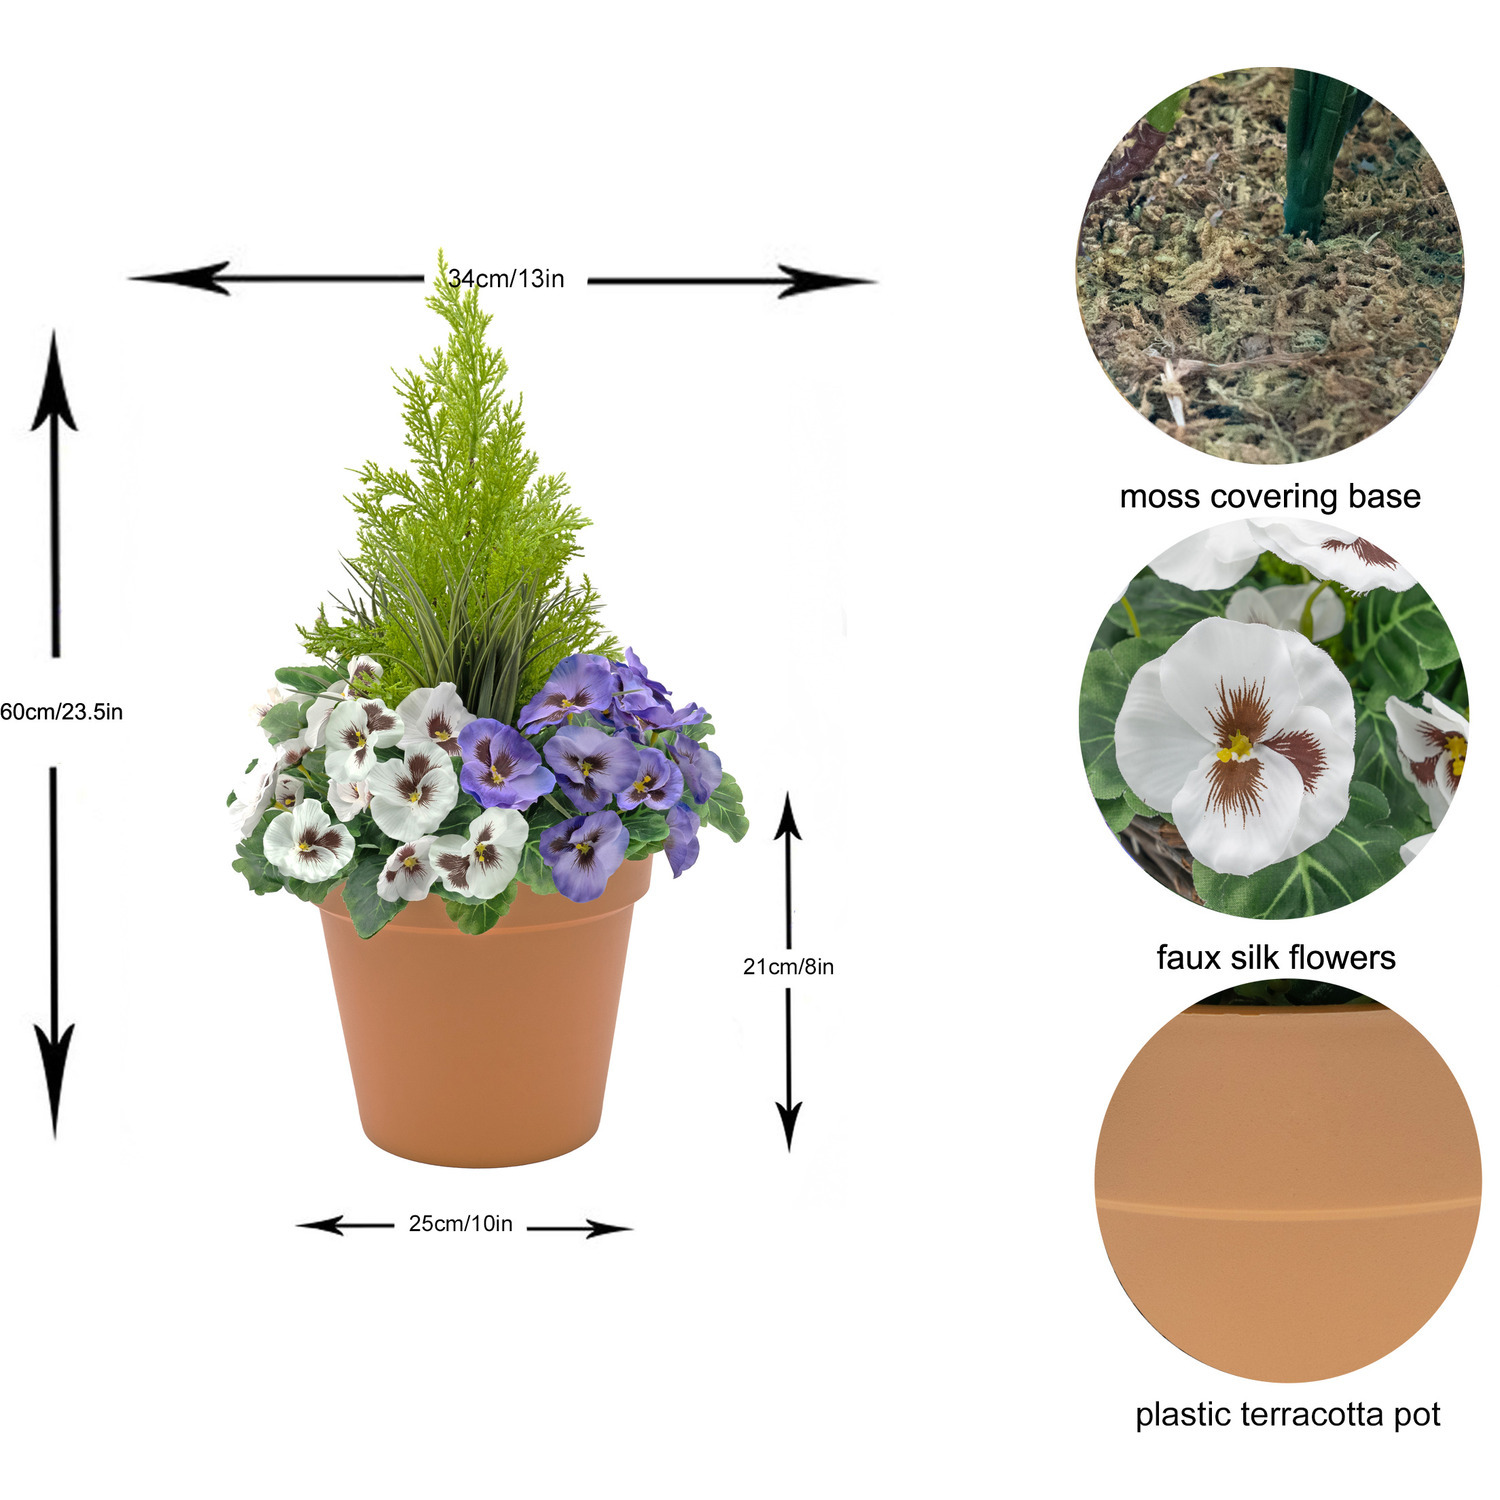 34cm/13in
60cm/23.5in
21cm/8in
25cm/10in
moss covering base
faux silk flowers
plastic terracotta pot